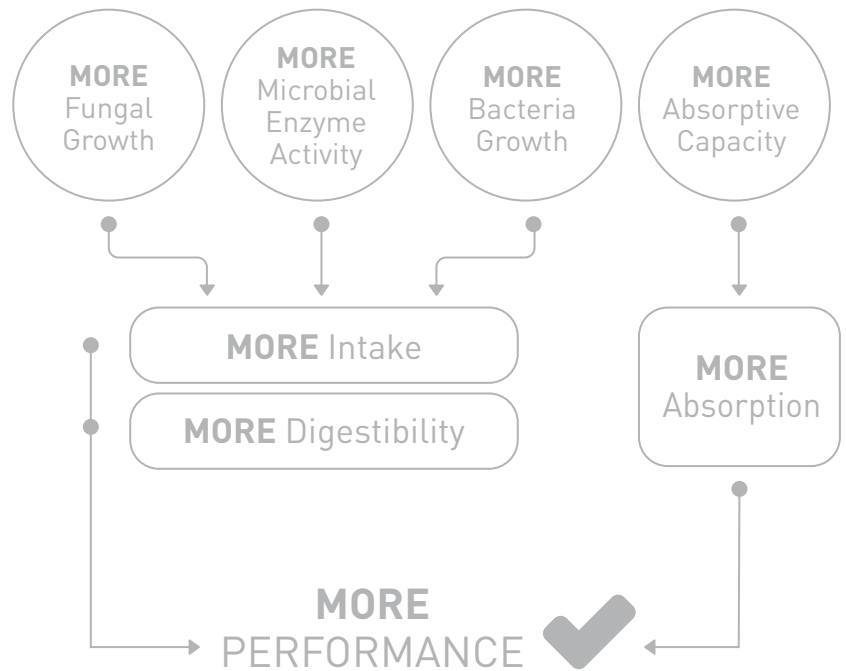 MORE
Fungal
Growth
MORE
Microbial
Enzyme
Activity
MORE
Bacteria
Growth
MORE
Absorptive
Capacity
MORE Intake
MORE Digestibility
MORE
Absorption
MORE
PERFORMANCE